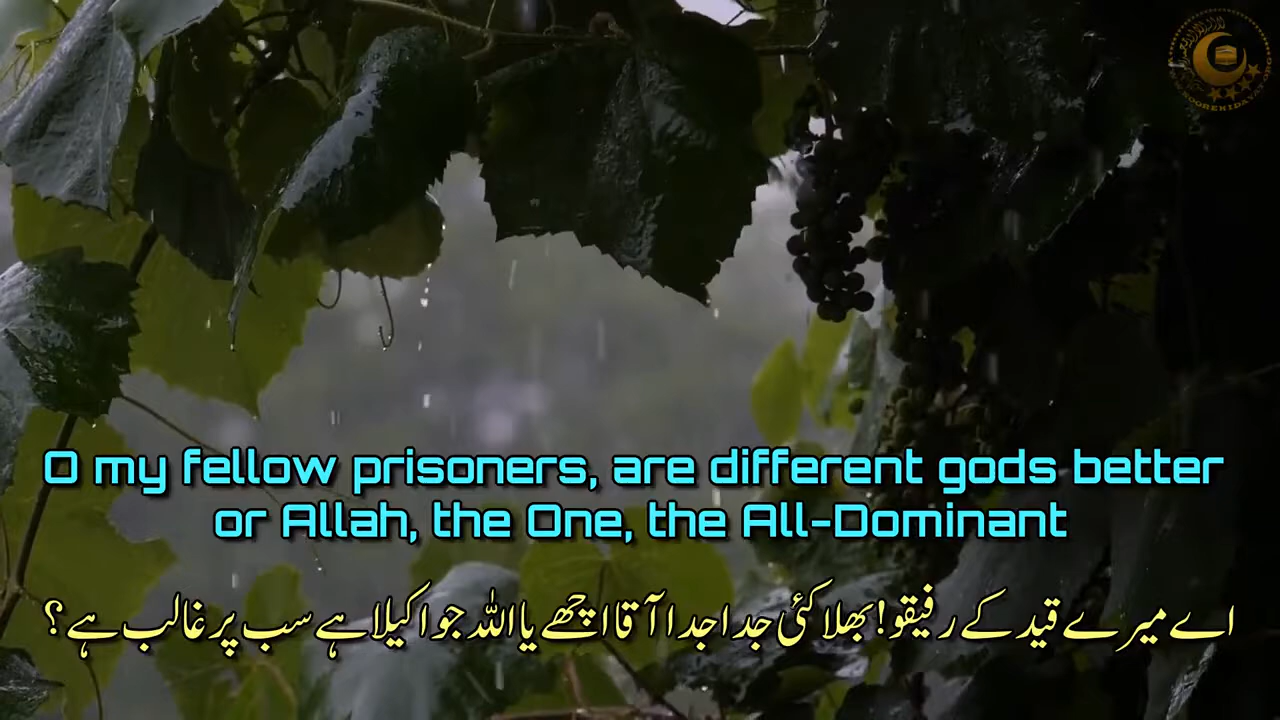 O my fellow prisoners, are different gods better
or Allah, the One, the All-Dominant
اے میرے قید کے رفیقو! بھلا کئی جدا جدا آقا اچھے یا اللہ جو اکیلا ہے سب پر غالب ہے؟